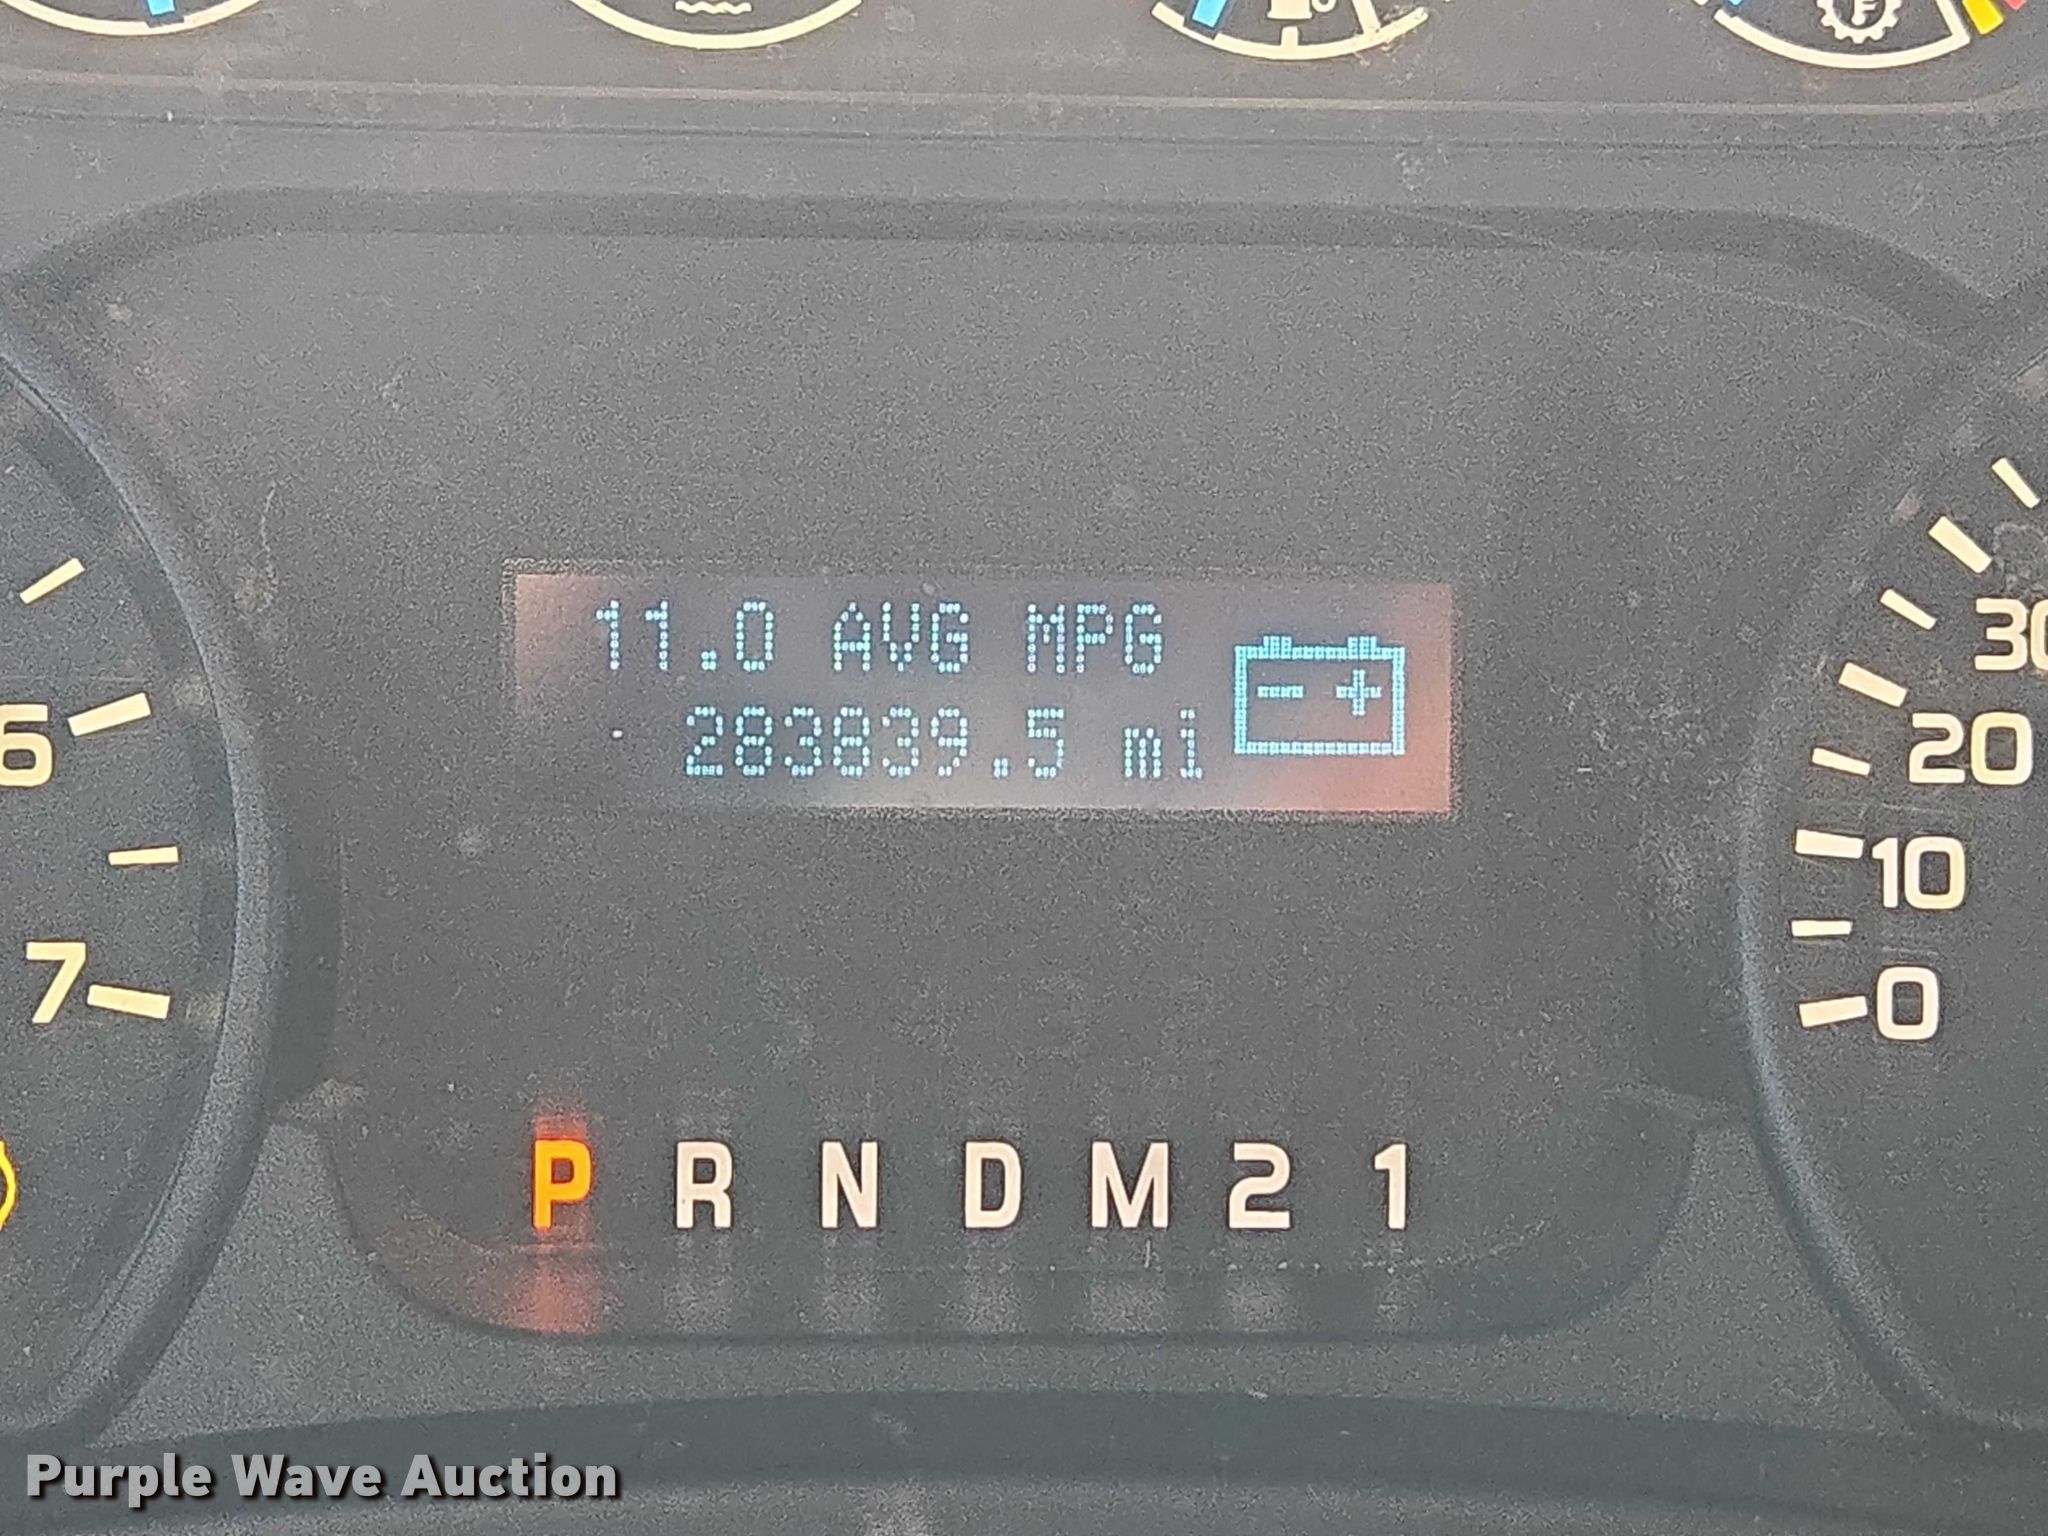 F
11.0 AVG MPG
283839.5 mi
- +
6
7
30
20
10
0
P R N D M 2 1
Purple Wave Auction